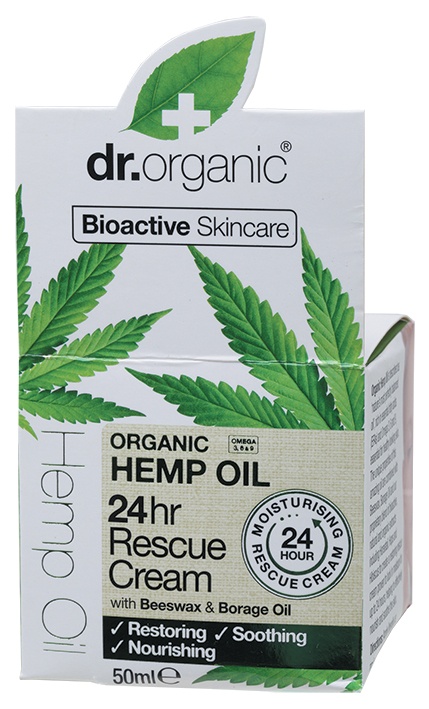 dr.organic®
Bioactive Skincare
Hemp Oil
ORGANIC
OMEGA
3, 6 & 9
HEMP OIL
24hr
Rescue
Cream
with Beeswax & Borage Oil
✓ Restoring ✓ Soothing
✓ Nourishing
50ml ℮
MOISTURISING
24
HOUR
RESCUE CREAM